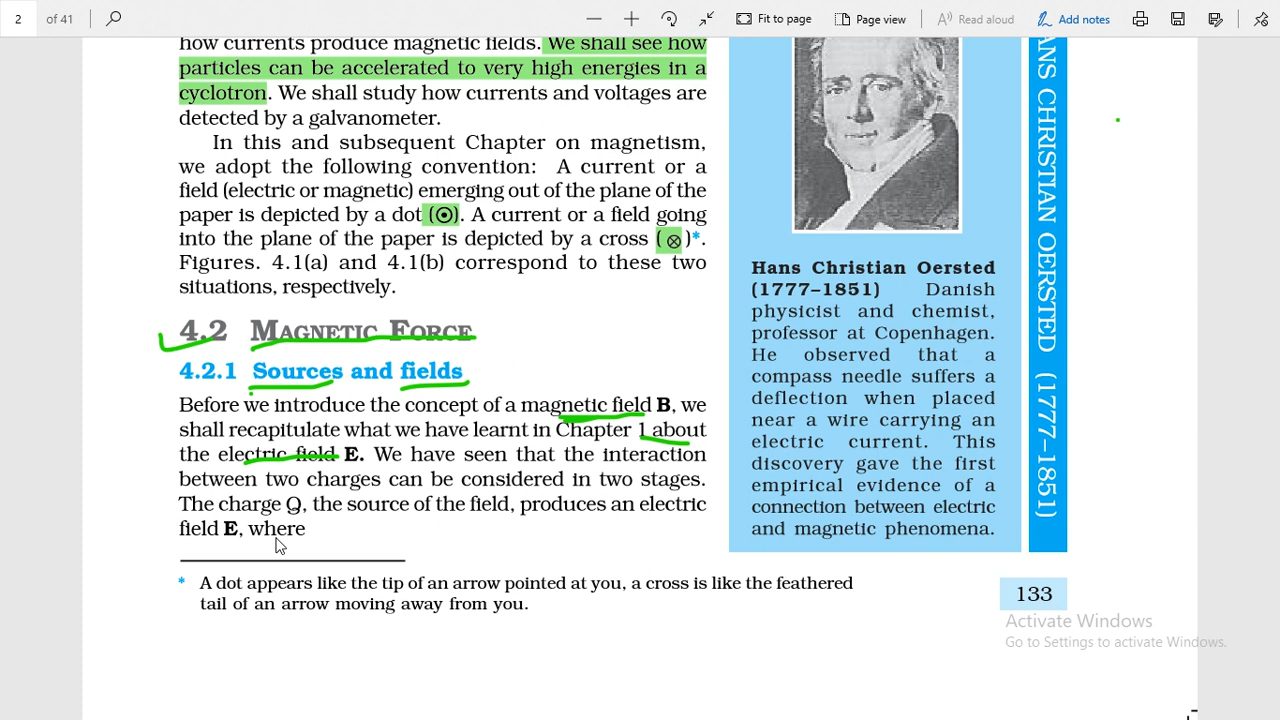 2 of 41 Fit to page Page view Read aloud Add notes
how currents produce magnetic fields. We shall see how
particles can be accelerated to very high energies in a
cyclotron. We shall study how currents and voltages are
detected by a galvanometer.
In this and subsequent Chapter on magnetism,
we adopt the following convention: A current or a
field (electric or magnetic) emerging out of the plane of the
paper is depicted by a dot (⊙). A current or a field going
into the plane of the paper is depicted by a cross (⊗)*.
Figures. 4.1(a) and 4.1(b) correspond to these two
situations, respectively.
4.2 MAGNETIC FORCE
4.2.1 Sources and fields
Before we introduce the concept of a magnetic field B, we
shall recapitulate what we have learnt in Chapter 1 about
the electric field E. We have seen that the interaction
between two charges can be considered in two stages.
The charge Q, the source of the field, produces an electric
field E, where
* A dot appears like the tip of an arrow pointed at you, a cross is like the feathered
tail of an arrow moving away from you.
Hans Christian Oersted
(1777–1851) Danish
physicist and chemist,
professor at Copenhagen.
He observed that a
compass needle suffers a
deflection when placed
near a wire carrying an
electric current. This
discovery gave the first
empirical evidence of a
connection between electric
and magnetic phenomena.
ANS CHRISTIAN OERSTED (1777–1851)
133
Activate Windows
Go to Settings to activate Windows.